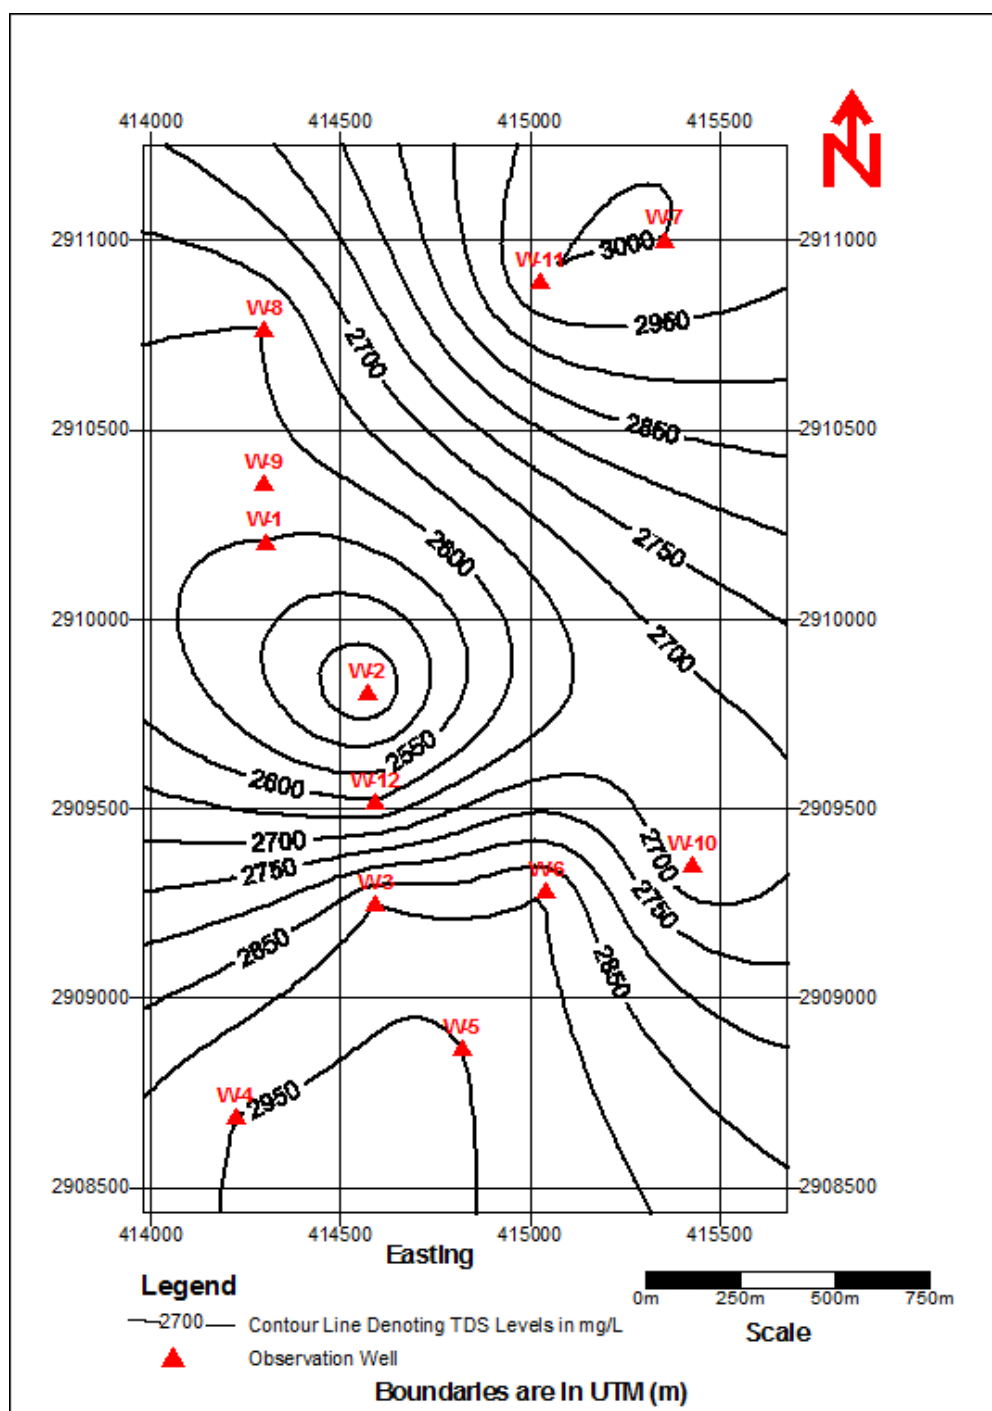 414000 414500 415000 415500
N
2911000 W-7 2911000
3000
W-11
2950
W-8
2700
2850
2910500 2910500
W-9
W-1
2600
2750
2910000 2910000
2700
W-2
2550
W-12
2600
2909500 2909500
2700
2700
W-10
2750
W-3
W-6
2750
2850
2850
2909000 2909000
W-5
W-4
2950
2908500 2908500
414000 414500 415000 415500
Easting
Legend
2700 Contour Line Denoting TDS Levels in mg/L
Observation Well
0m 250m 500m 750m
Scale
Boundaries are in UTM (m)